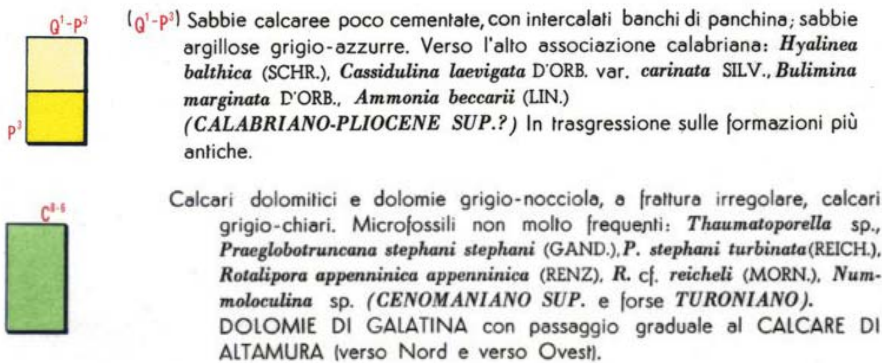 Q¹-P³
(Q¹-P³) Sabbie calcaree poco cementate, con intercalati banchi di panchina; sabbie
argillose grigio-azzurre. Verso l'alto associazione calabriana: Hyalinea
balthica (SCHR.), Cassidulina laevigata D'ORB. var. carinata SILV., Bulimina
marginata D'ORB., Ammonia beccarii (LIN.)
P³
(CALABRIANO-PLIOCENE SUP.?) In trasgressione sulle formazioni più
antiche.
C⁸⁻⁶
Calcari dolomitici e dolomie grigio-nocciola, a frattura irregolare, calcari
grigio-chiari. Microfossili non molto frequenti: Thaumatoporella sp.,
Praeglobotruncana stephani stephani (GAND.), P. stephani turbinata (REICH.),
Rotalipora appenninica appenninica (RENZ), R. cf. reicheli (MORN.), Num-
moloculina sp. (CENOMANIANO SUP. e forse TURONIANO).
DOLOMIE DI GALATINA con passaggio graduale al CALCARE DI
ALTAMURA (verso Nord e verso Ovest).